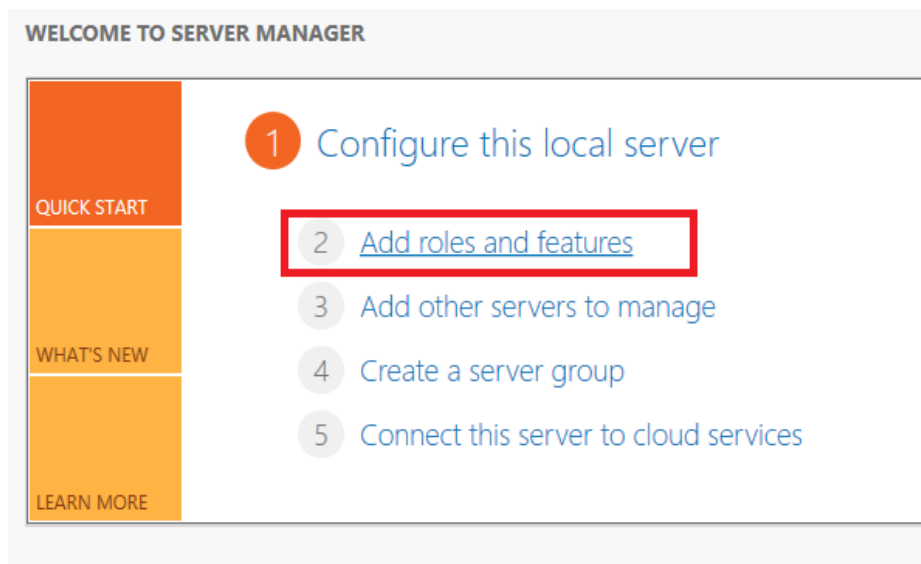 WELCOME TO SERVER MANAGER
QUICK START
WHAT'S NEW
LEARN MORE
1 Configure this local server
2 Add roles and features
3 Add other servers to manage
4 Create a server group
5 Connect this server to cloud services